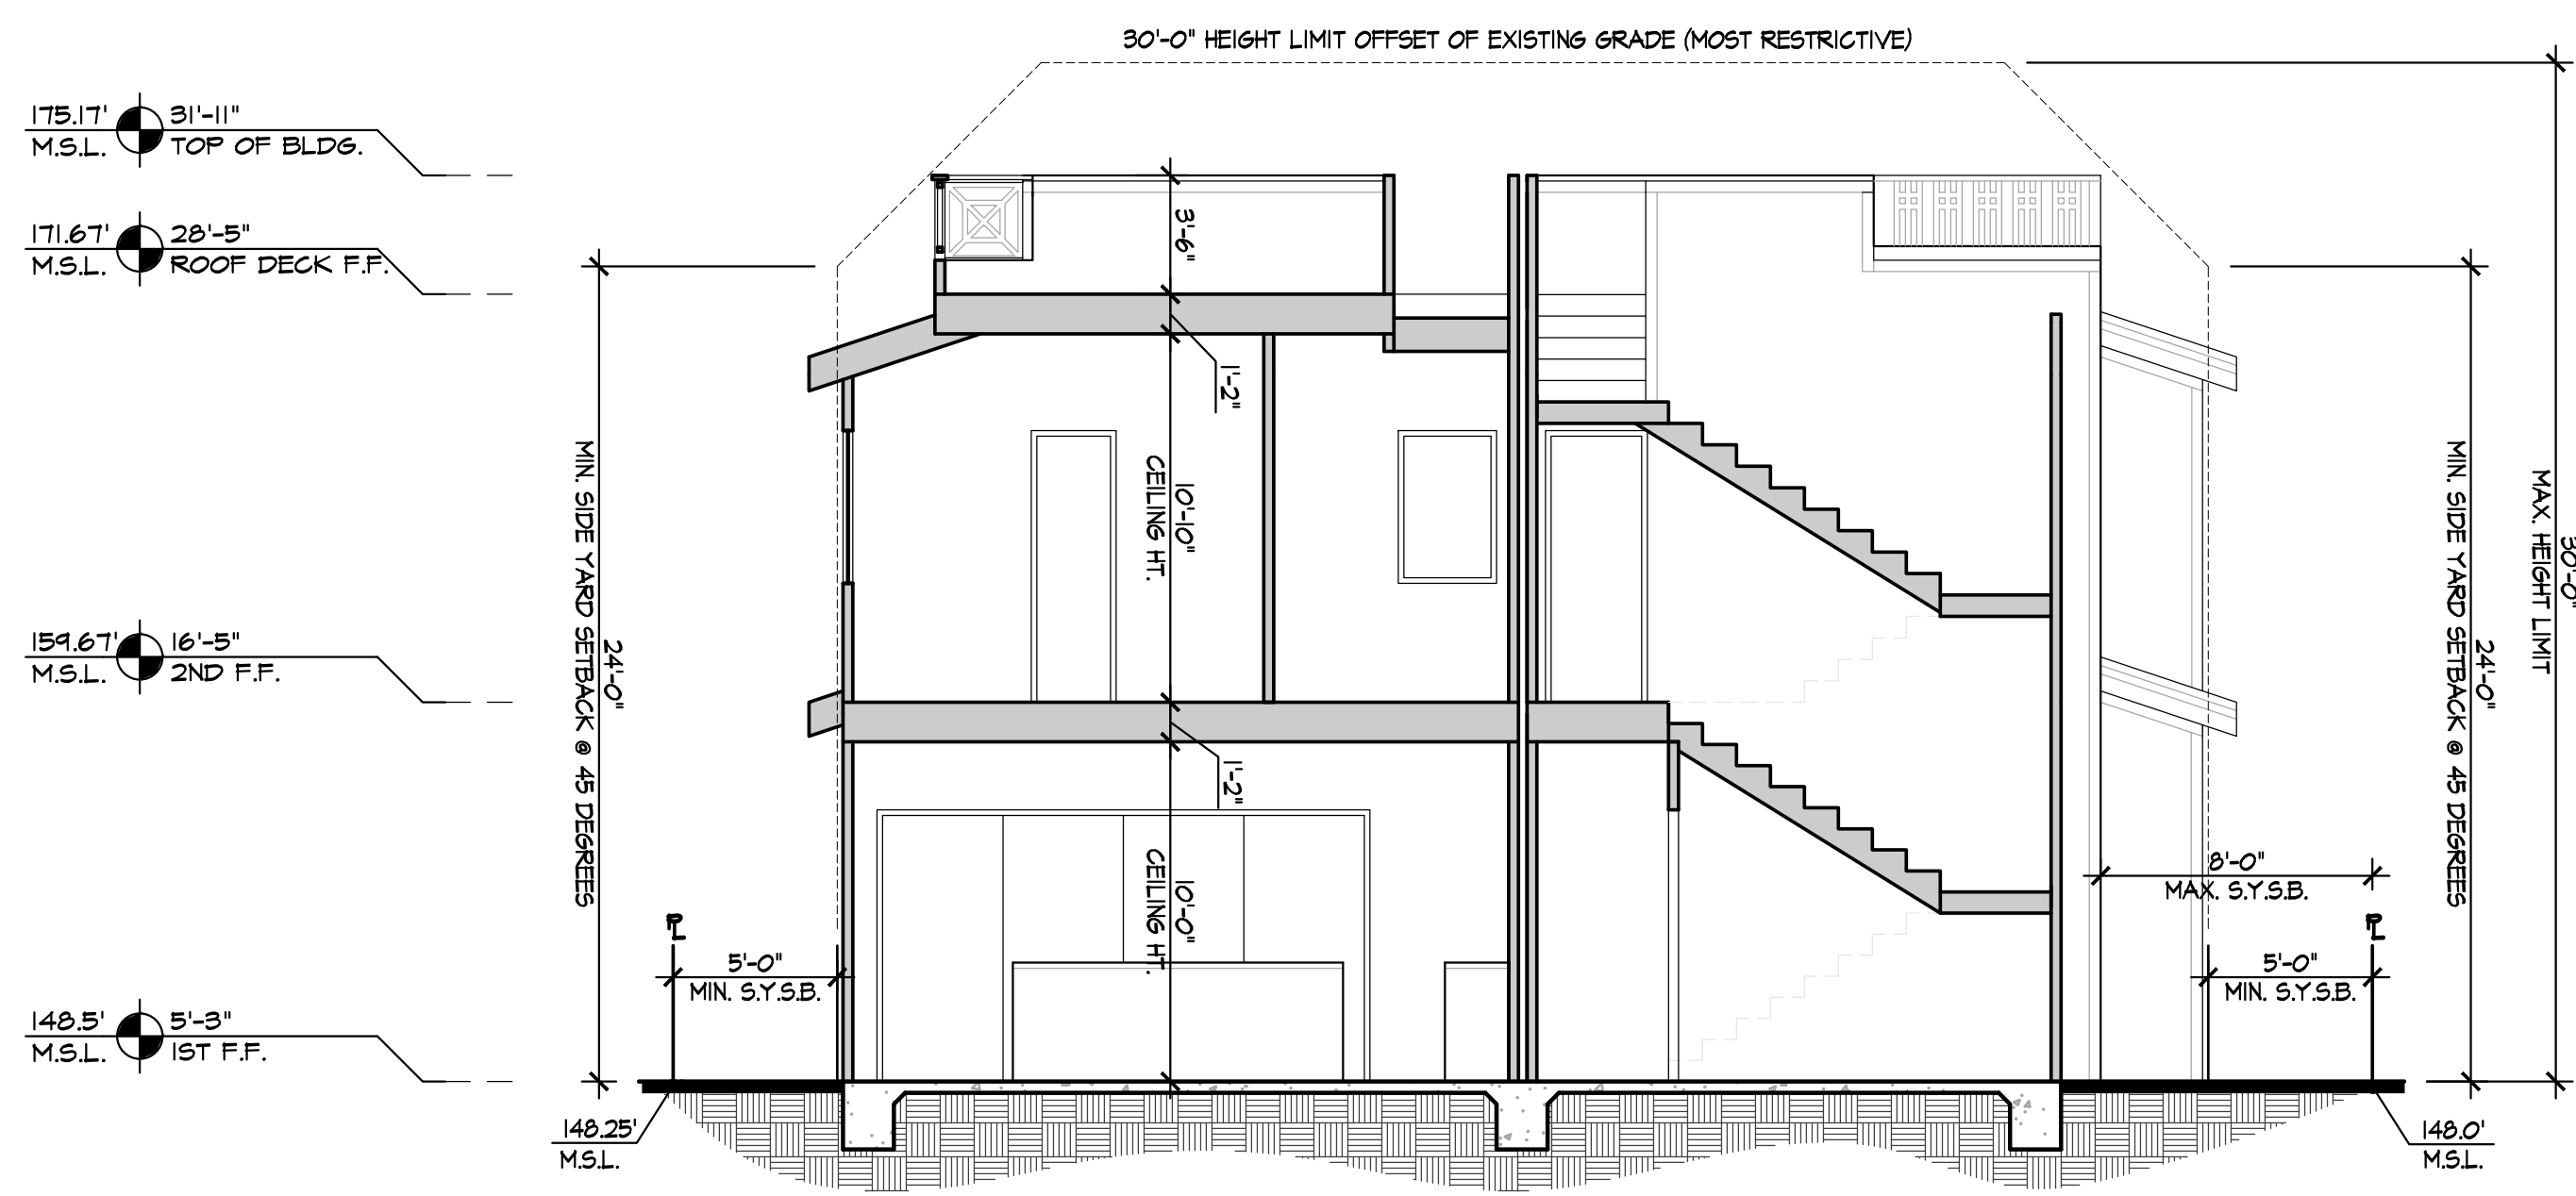 30'-0" HEIGHT LIMIT OFFSET OF EXISTING GRADE (MOST RESTRICTIVE)
175.17'
M.S.L.
31'-11"
TOP OF BLDG.
171.67'
M.S.L.
28'-5"
ROOF DECK F.F.
159.67'
M.S.L.
16'-5"
2ND F.F.
148.5'
M.S.L.
5'-3"
1ST F.F.
24'-0"
MIN. SIDE YARD SETBACK @ 45 DEGREES
3'-6"
1'-2"
10'-10"
CEILING HT.
1'-2"
10'-0"
CEILING HT.
PL
5'-0"
MIN. S.Y.S.B.
148.25'
M.S.L.
8'-0"
MAX. S.Y.S.B.
PL
5'-0"
MIN. S.Y.S.B.
148.0'
M.S.L.
24'-0"
MIN. SIDE YARD SETBACK @ 45 DEGREES
30'-0"
MAX. HEIGHT LIMIT